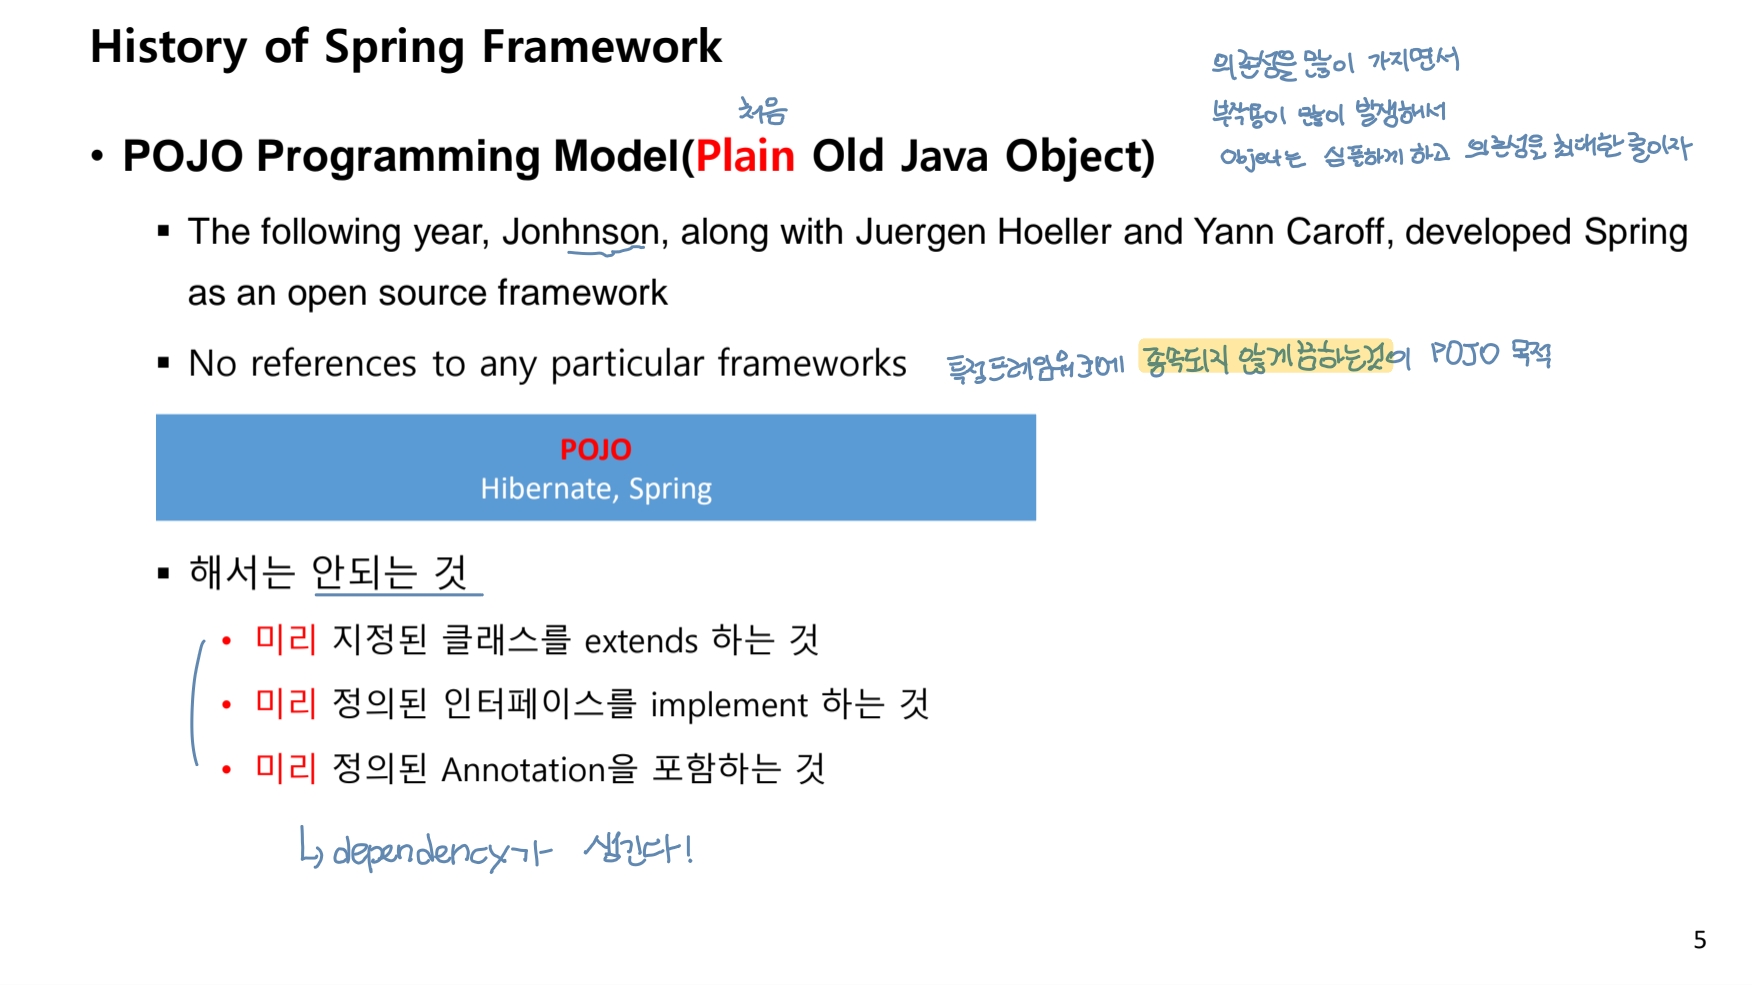 History of Spring Framework
의존성을 많이 가지면서
부작용이 많이 발생해서
Object는 심플하게 하고 의존성을 최대한 줄이자
처음
• POJO Programming Model(Plain Old Java Object)
▪ The following year, Jonhnson, along with Juergen Hoeller and Yann Caroff, developed Spring
as an open source framework
▪ No references to any particular frameworks 특정프레임워크에 종속되지 않게끔하는것이 POJO 목적
POJO
Hibernate, Spring
▪ 해서는 안되는 것
• 미리 지정된 클래스를 extends 하는 것
• 미리 정의된 인터페이스를 implement 하는 것
• 미리 정의된 Annotation을 포함하는 것
↳ dependency가 생긴다!
5